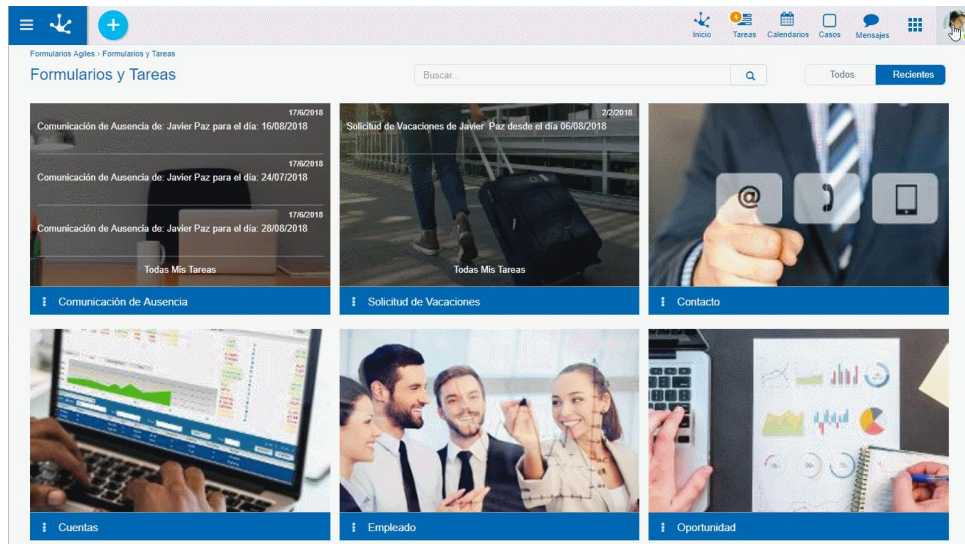 4
Inicio
Tareas
Calendarios
Casos
Mensajes
Formularios Agiles > Formularios y Tareas
Formularios y Tareas
Buscar...
Todos
Recientes
17/6/2018
Comunicación de Ausencia de: Javier Paz para el día: 16/08/2018
17/6/2018
Comunicación de Ausencia de: Javier Paz para el día: 24/07/2018
17/6/2018
Comunicación de Ausencia de: Javier Paz para el día: 28/08/2018
Todas Mis Tareas
Comunicación de Ausencia
2/2/2018
Solicitud de Vacaciones de Javier Paz desde el día 06/08/2018
Todas Mis Tareas
Solicitud de Vacaciones
@
Contacto
Cuentas
Empleado
Oportunidad